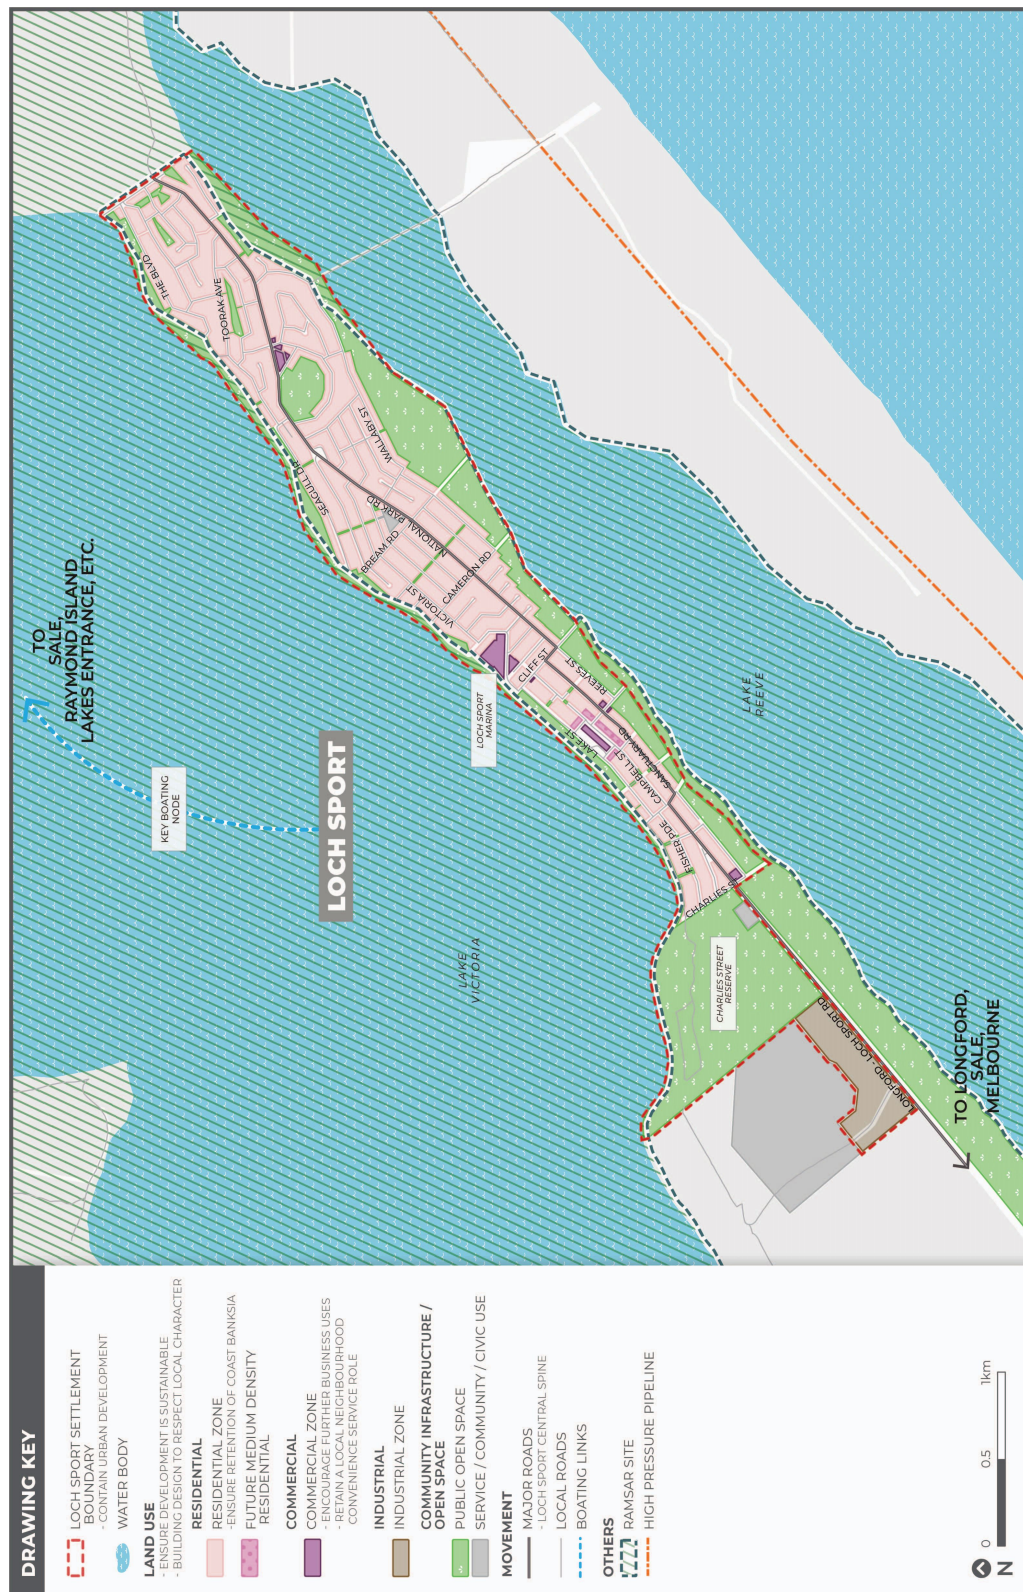 DRAWING KEY
LOCH SPORT SETTLEMENT
BOUNDARY
- CONTAIN URBAN DEVELOPMENT
WATER BODY
LAND USE
- ENSURE DEVELOPMENT IS SUSTAINABLE
- BUILDING DESIGN TO RESPECT LOCAL CHARACTER
RESIDENTIAL
RESIDENTIAL ZONE
-ENSURE RETENTION OF COAST BANKSIA
FUTURE MEDIUM DENSITY
RESIDENTIAL
COMMERCIAL
COMMERCIAL ZONE
- ENCOURAGE FURTHER BUSINESS USES
- RETAIN A LOCAL NEIGHBOURHOOD
CONVENIENCE SERVICE ROLE
INDUSTRIAL
INDUSTRIAL ZONE
COMMUNITY INFRASTRUCTURE /
OPEN SPACE
PUBLIC OPEN SPACE
SERVICE / COMMUNITY / CIVIC USE
MOVEMENT
MAJOR ROADS
- LOCH SPORT CENTRAL SPINE
LOCAL ROADS
BOATING LINKS
OTHERS
RAMSAR SITE
HIGH PRESSURE PIPELINE
N
0 0.5 1km
TO
SALE,
RAYMOND ISLAND
LAKES ENTRANCE, ETC.
KEY BOATING
NODE
LOCH SPORT
LAKE
VICTORIA
LOCH SPORT
MARINA
CHARLIES STREET
RESERVE
TO LONGFORD,
SALE,
MELBOURNE
LONGFORD - LOCH SPORT RD
CHARLIES ST
FISHER PDE
CAMPBELL ST
SANCTUARY RD
LAKE ST
REEVES ST
CLIFF ST
VICTORIA ST
CAMERON RD
BREAM RD
NATIONAL PARK RD
SEAGULL DR
WALLABY ST
TOORAK AVE
THE BLVD
LAKE
REEVE